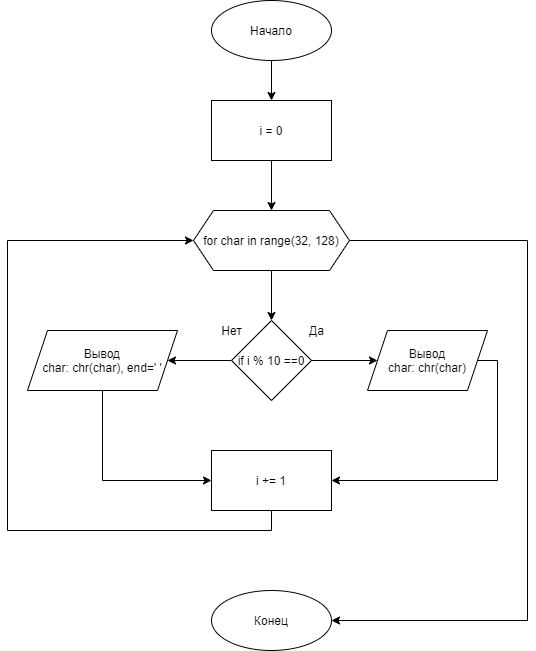 Начало
i = 0
for char in range(32, 128)
Нет
Да
if i % 10 ==0
Вывод
char: chr(char), end=' '
Вывод
char: chr(char)
i += 1
Конец